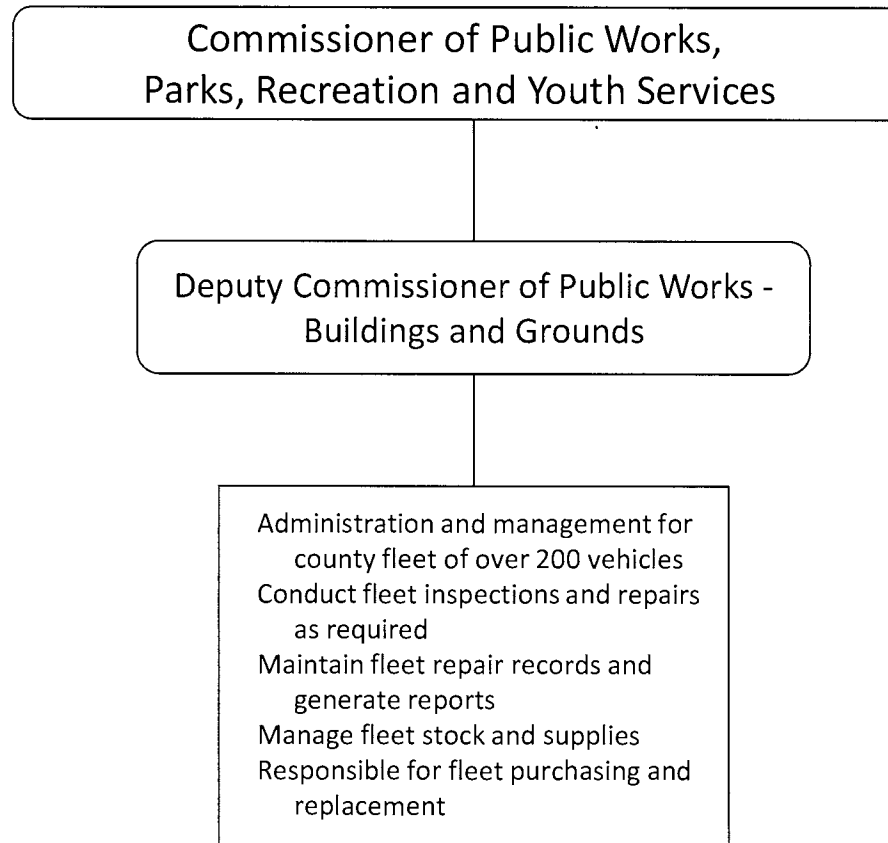 Commissioner of Public Works,
Parks, Recreation and Youth Services
Deputy Commissioner of Public Works -
Buildings and Grounds
Administration and management for
county fleet of over 200 vehicles
Conduct fleet inspections and repairs
as required
Maintain fleet repair records and
generate reports
Manage fleet stock and supplies
Responsible for fleet purchasing and
replacement